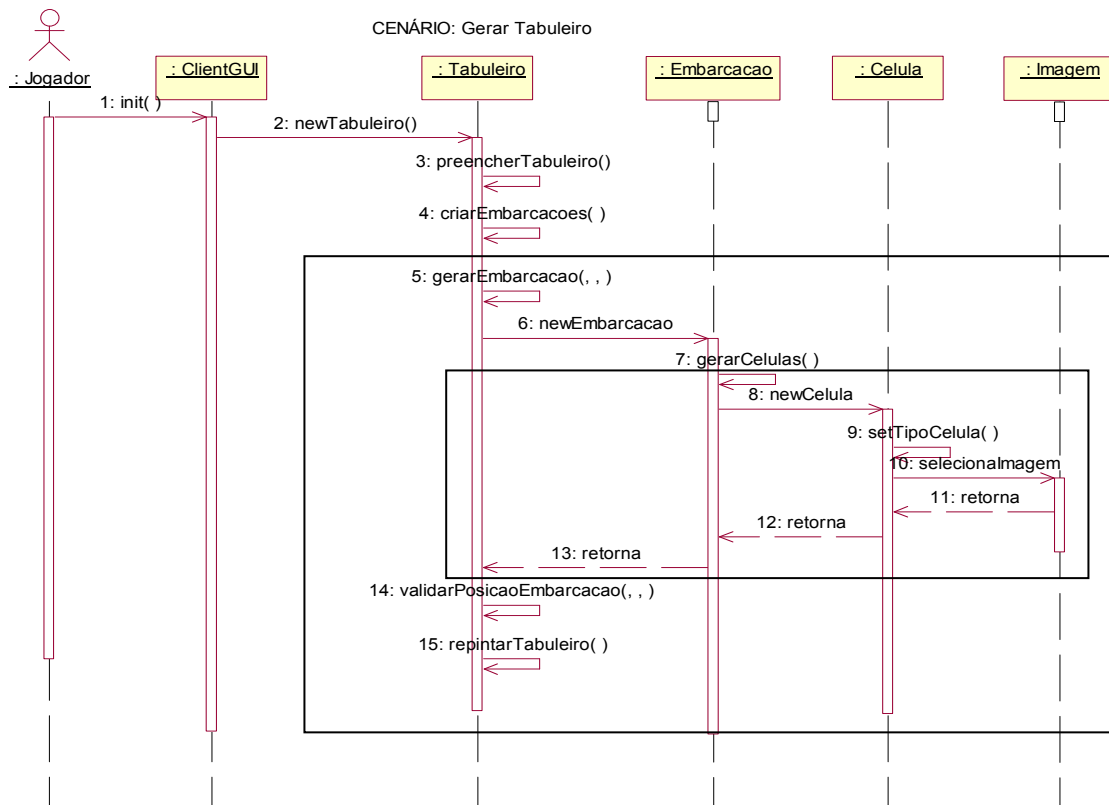 CENÁRIO: Gerar Tabuleiro
: Jogador
: ClientGUI
: Tabuleiro
: Embarcacao
: Celula
: Imagem
1: init( )
2: newTabuleiro()
3: preencherTabuleiro()
4: criarEmbarcacoes( )
5: gerarEmbarcacao(, , )
6: newEmbarcacao
7: gerarCelulas( )
8: newCelula
9: setTipoCelula( )
10: selecionaImagem
11: retorna
12: retorna
13: retorna
14: validarPosicaoEmbarcacao(, , )
15: repintarTabuleiro( )